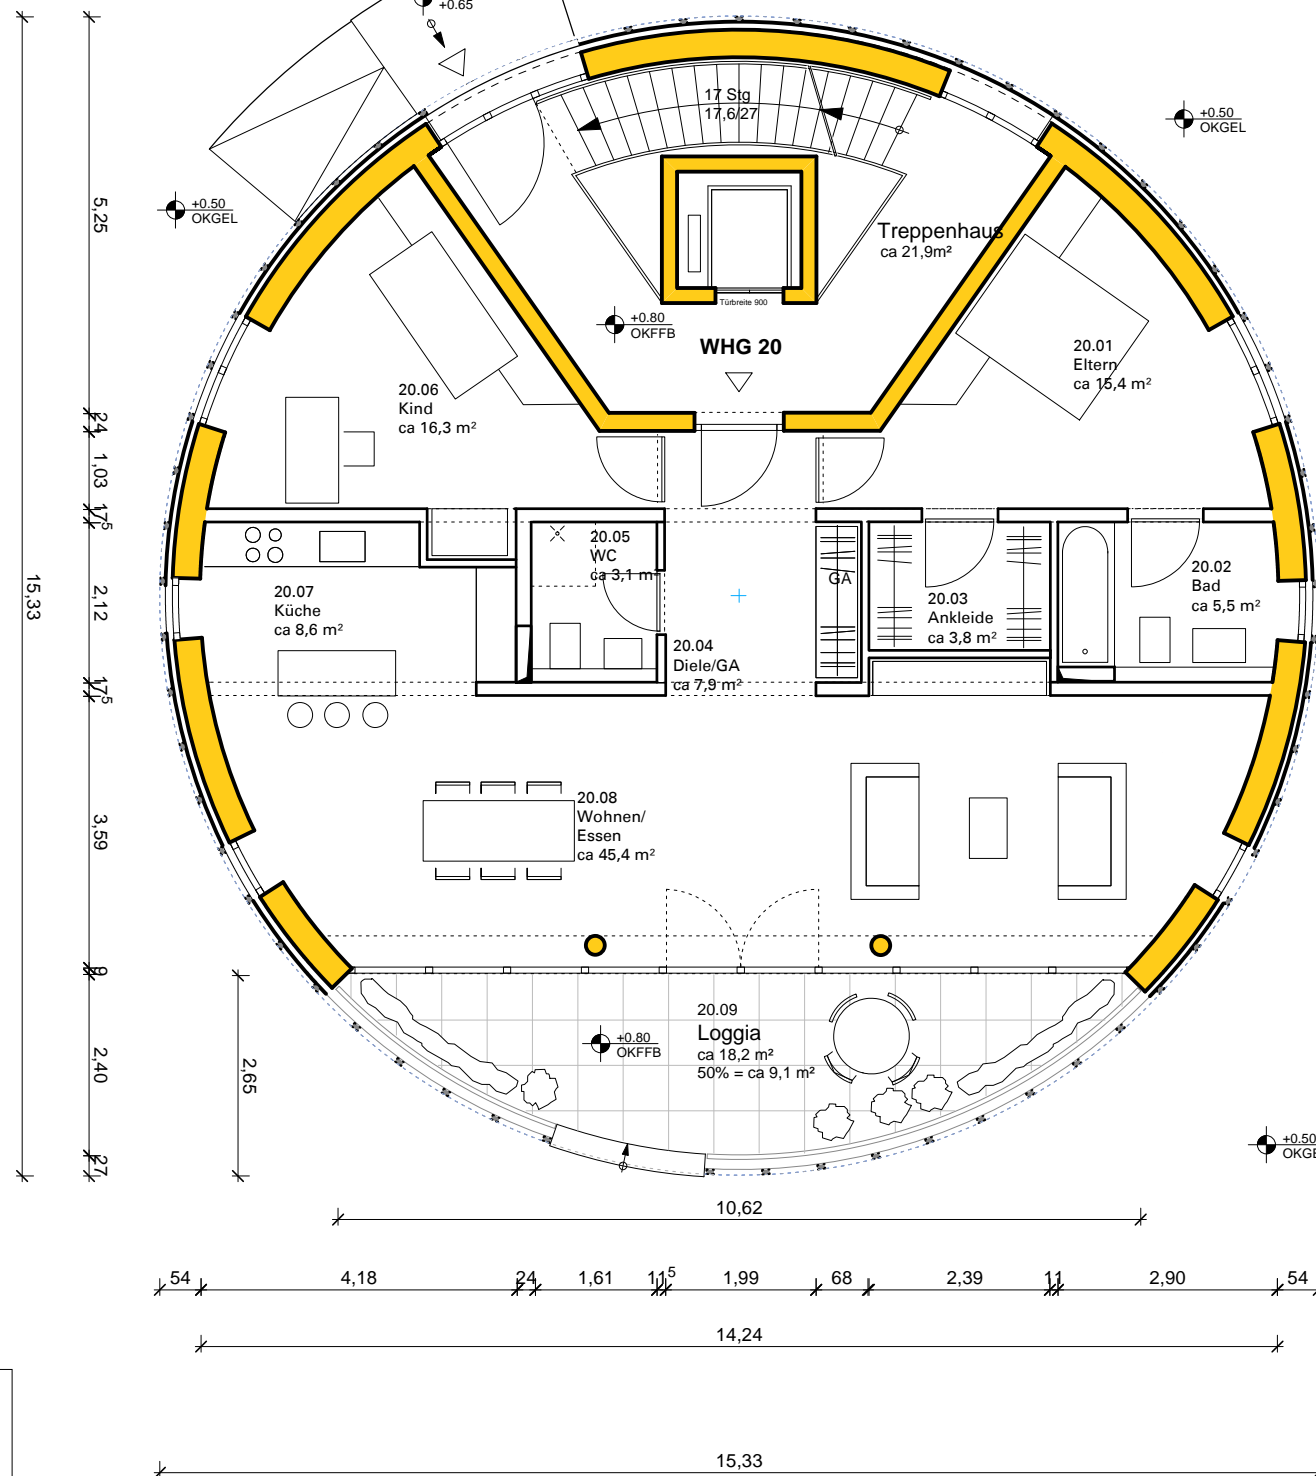 +0.65
17 Stg
17,6/27
+0.50
OKGEL
+0.50
OKGEL
Treppenhaus
ca 21,9m²
Türbreite 900
+0.80
OKFFB
WHG 20
20.01
Eltern
ca 15,4 m²
20.06
Kind
ca 16,3 m²
20.05
WC
ca 3,1 m²
20.07
Küche
ca 8,6 m²
GA
20.03
Ankleide
ca 3,8 m²
20.02
Bad
ca 5,5 m²
20.04
Diele/GA
ca 7,9 m²
20.08
Wohnen/
Essen
ca 45,4 m²
20.09
Loggia
ca 18,2 m²
50% = ca 9,1 m²
+0.80
OKFFB
+0.50
15,33
5,25
24
1,03
17⁵
2,12
17⁵
3,59
9
2,40
27
2,65
10,62
54
4,18
24
1,61
11⁵
1,99
68
2,39
11
2,90
54
14,24
15,33